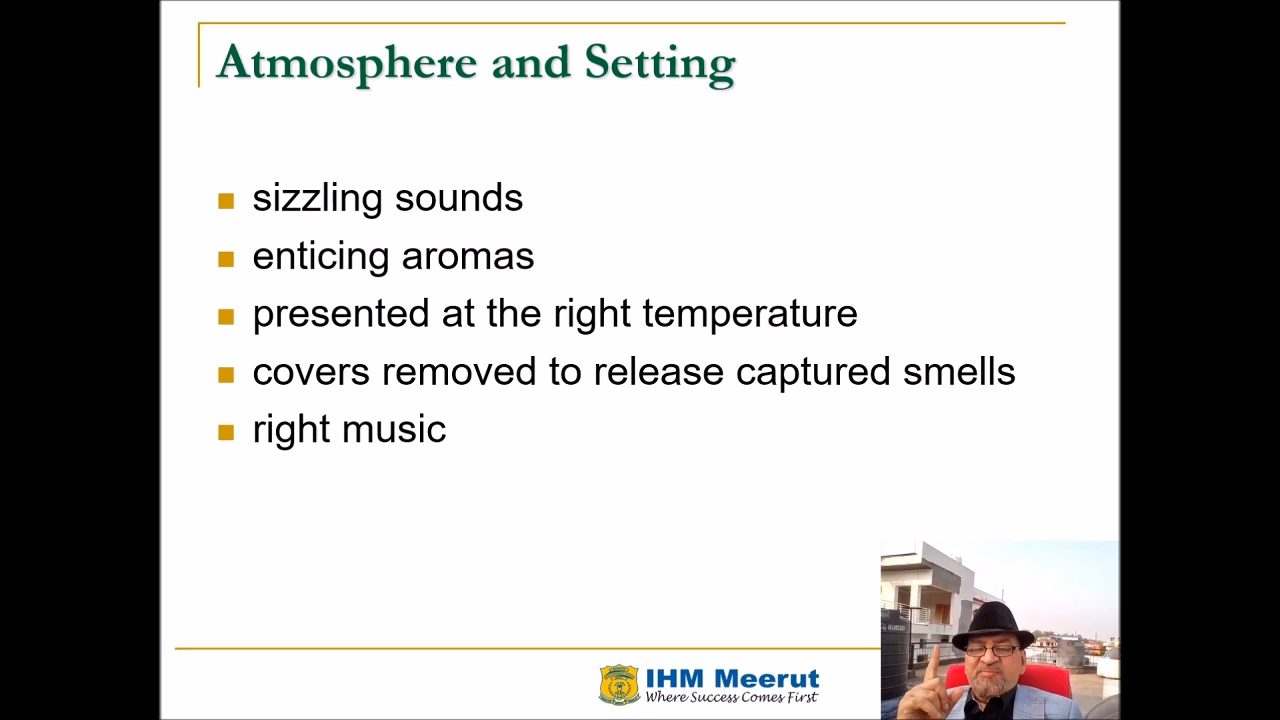 Atmosphere and Setting
sizzling sounds
enticing aromas
presented at the right temperature
covers removed to release captured smells
right music
IHM Meerut
Where Success Comes First